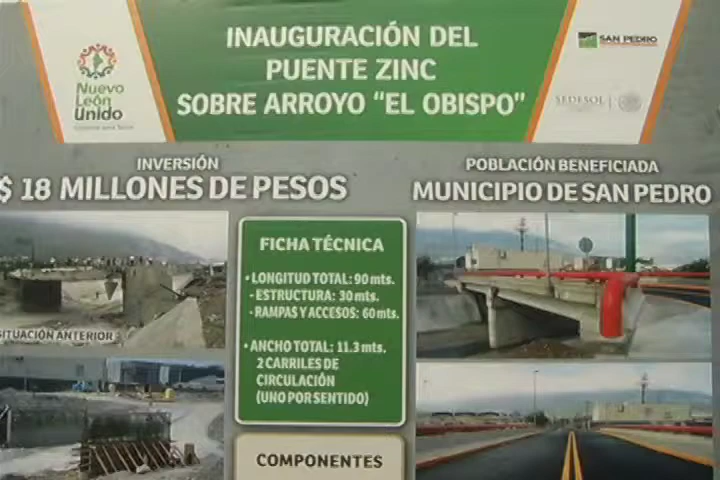 INAUGURACIÓN DEL
PUENTE ZINC
SOBRE ARROYO “EL OBISPO”
Nuevo
León
Unido
SAN PEDRO
SEDESOL
INVERSIÓN
$ 18 MILLONES DE PESOS
POBLACIÓN BENEFICIADA
MUNICIPIO DE SAN PEDRO
SITUACIÓN ANTERIOR
FICHA TÉCNICA
• LONGITUD TOTAL: 90 mts.
- ESTRUCTURA: 30 mts.
- RAMPAS Y ACCESOS: 60 mts.
• ANCHO TOTAL: 11.3 mts.
2 CARRILES DE
CIRCULACIÓN
(UNO POR SENTIDO)
COMPONENTES